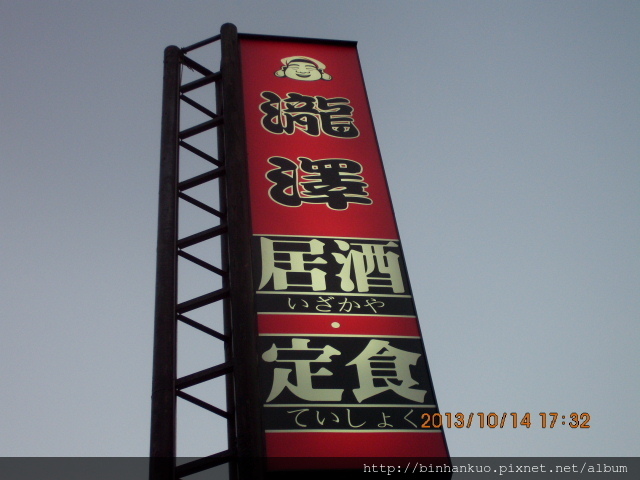 瀧
澤
居酒
いざかや
・
定食
ていしょく
2013/10/14 17:32
http://binhankuo.pixnet.net/album